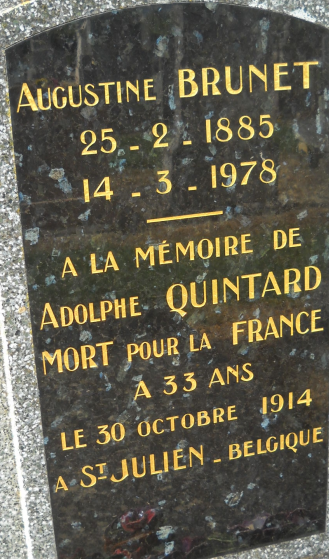 AUGUSTINE BRUNET
25 - 2 - 1885
14 - 3 - 1978
A LA MÉMOIRE DE
ADOLPHE QUINTARD
MORT POUR LA FRANCE
A 33 ANS
LE 30 OCTOBRE 1914
A ST JULIEN - BELGIQUE